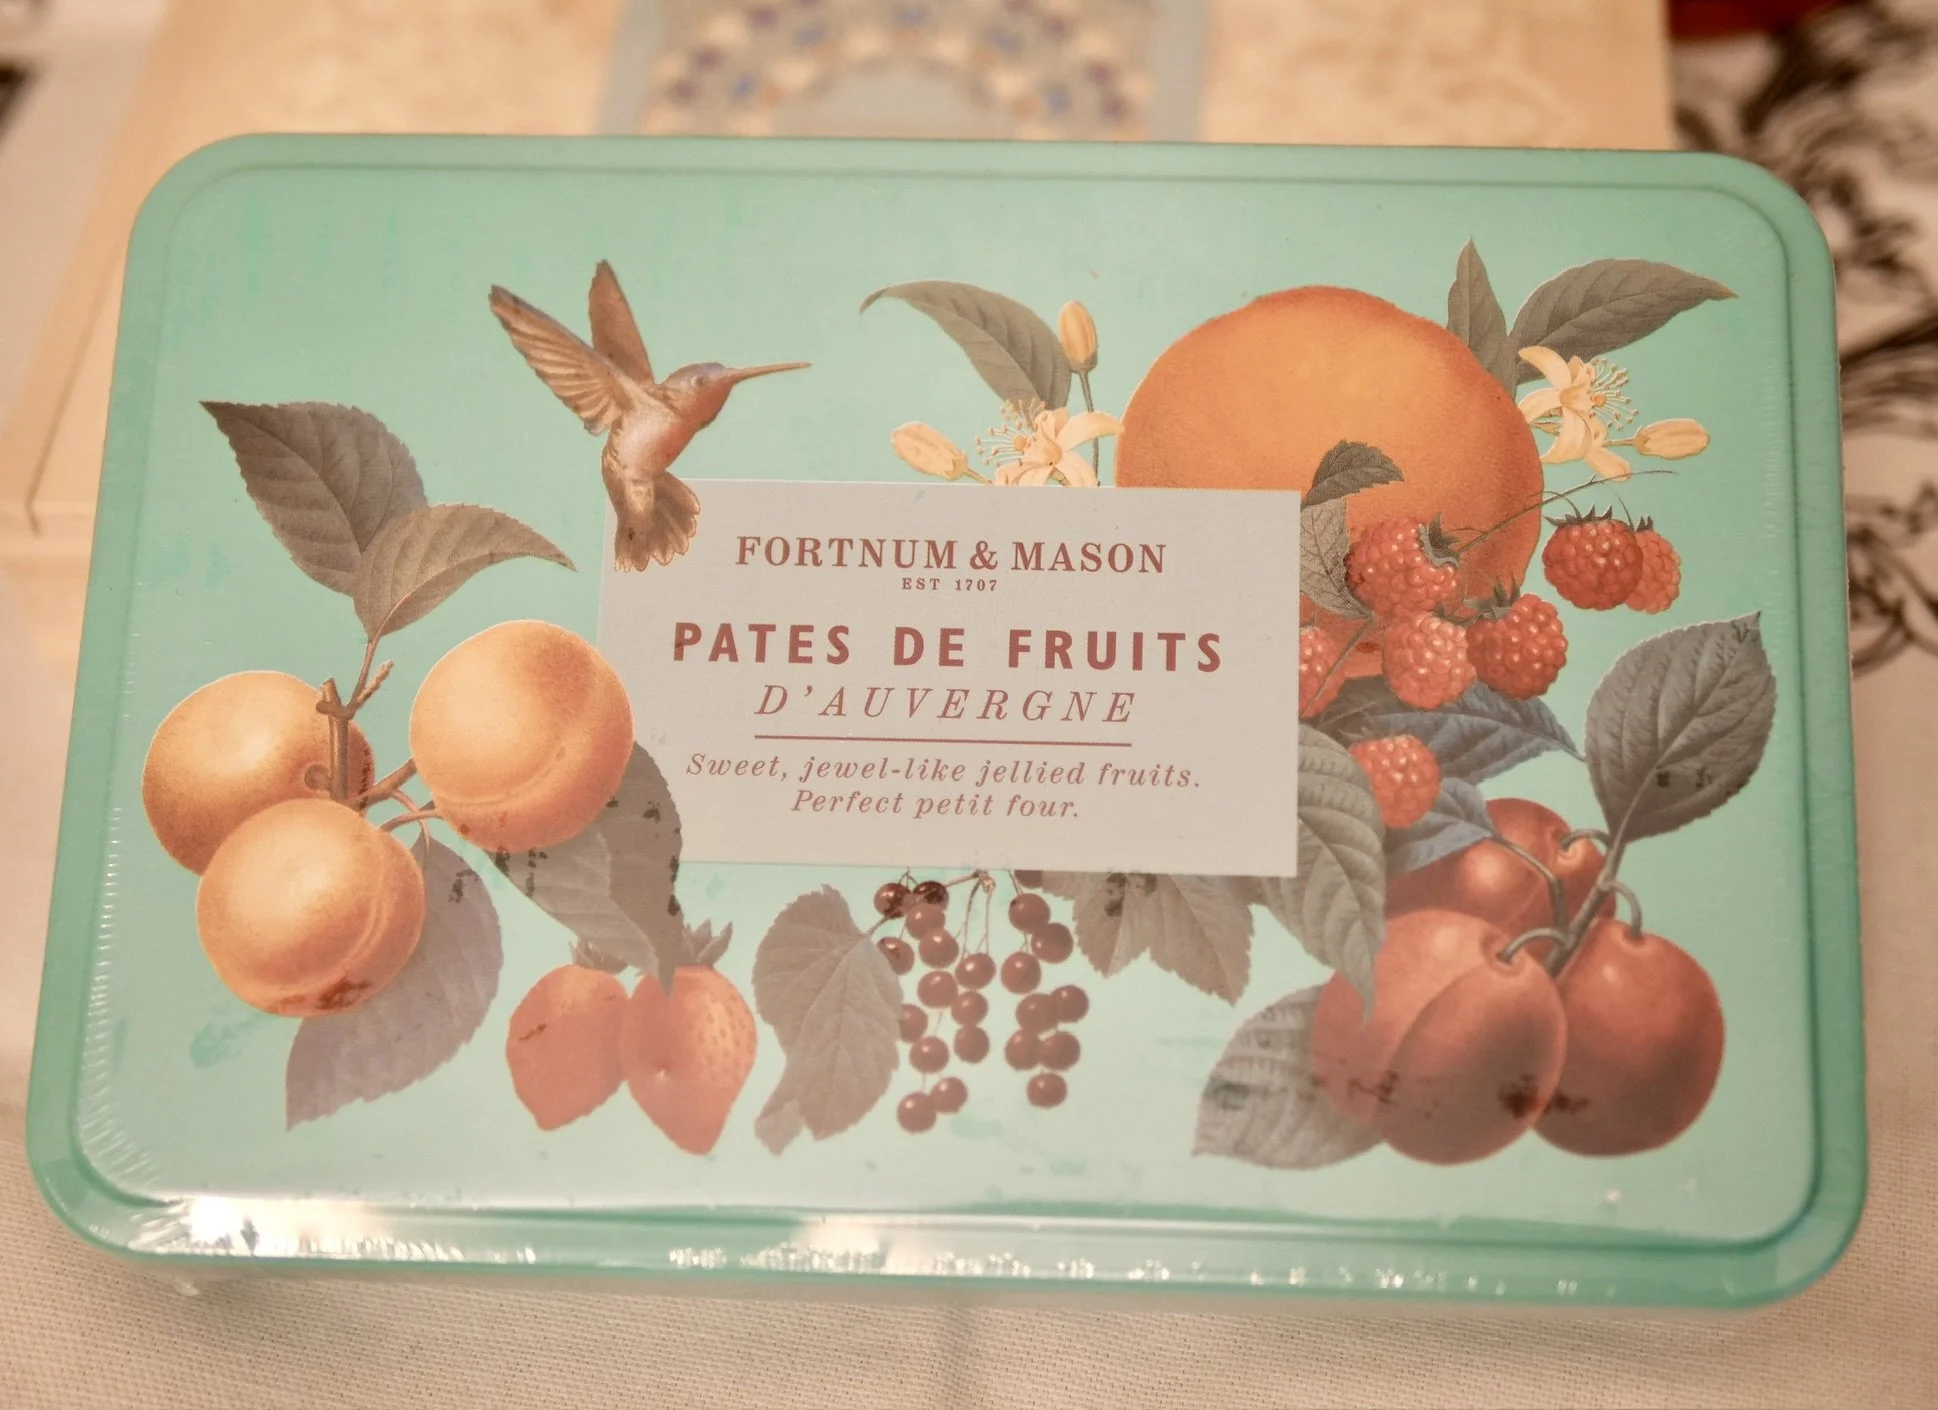 FORTNUM & MASON
EST 1707
PATES DE FRUITS
D'AUVERGNE
Sweet, jewel-like jellied fruits.
Perfect petit four.